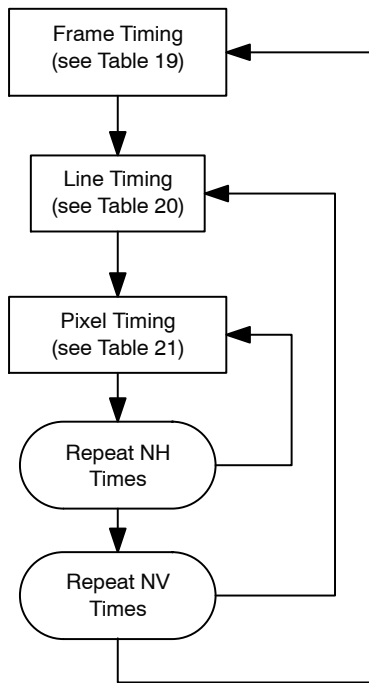 Frame Timing
(see Table 19)
Line Timing
(see Table 20)
Pixel Timing
(see Table 21)
Repeat NH
Times
Repeat NV
Times